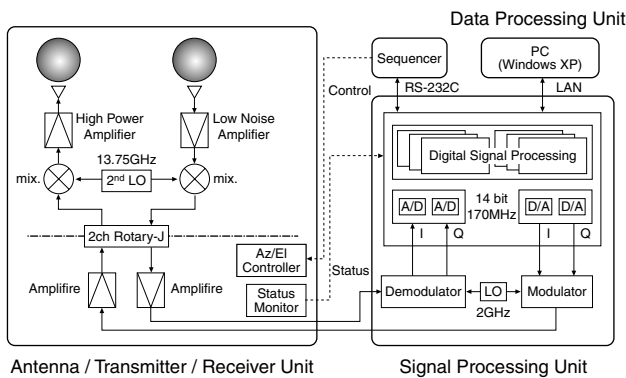 Data Processing Unit
Sequencer
PC
(Windows XP)
Control
RS-232C
LAN
High Power
Amplifier
Low Noise
Amplifier
13.75GHz
mix.
2nd LO
mix.
2ch Rotary-J
Amplifire
Amplifire
Az/El
Controller
Status
Monitor
Status
Digital Signal Processing
A/D
A/D
14 bit
170MHz
D/A
D/A
I
Q
I
Q
Demodulator
LO
2GHz
Modulator
Antenna / Transmitter / Receiver Unit
Signal Processing Unit